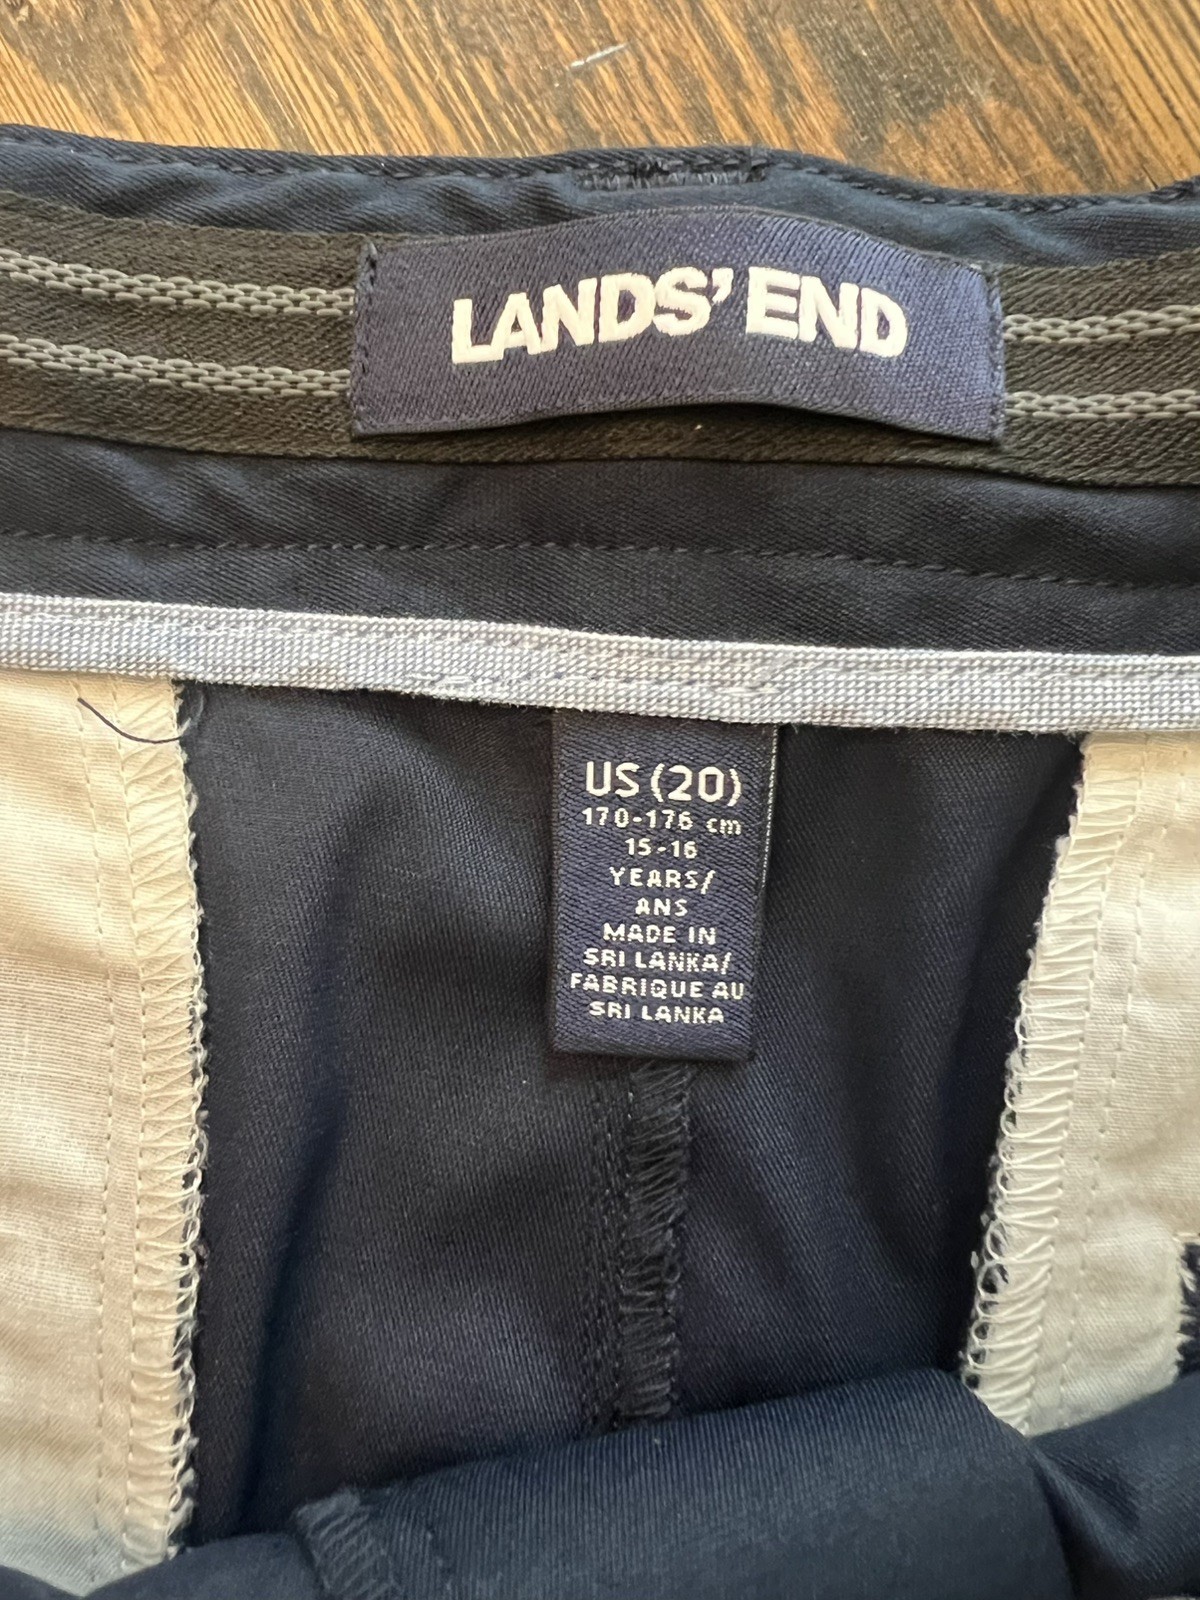 LANDS' END
US (20)
170-176 cm
15-16
YEARS/
ANS
MADE IN
SRI LANKA/
FABRIQUE AU
SRI LANKA